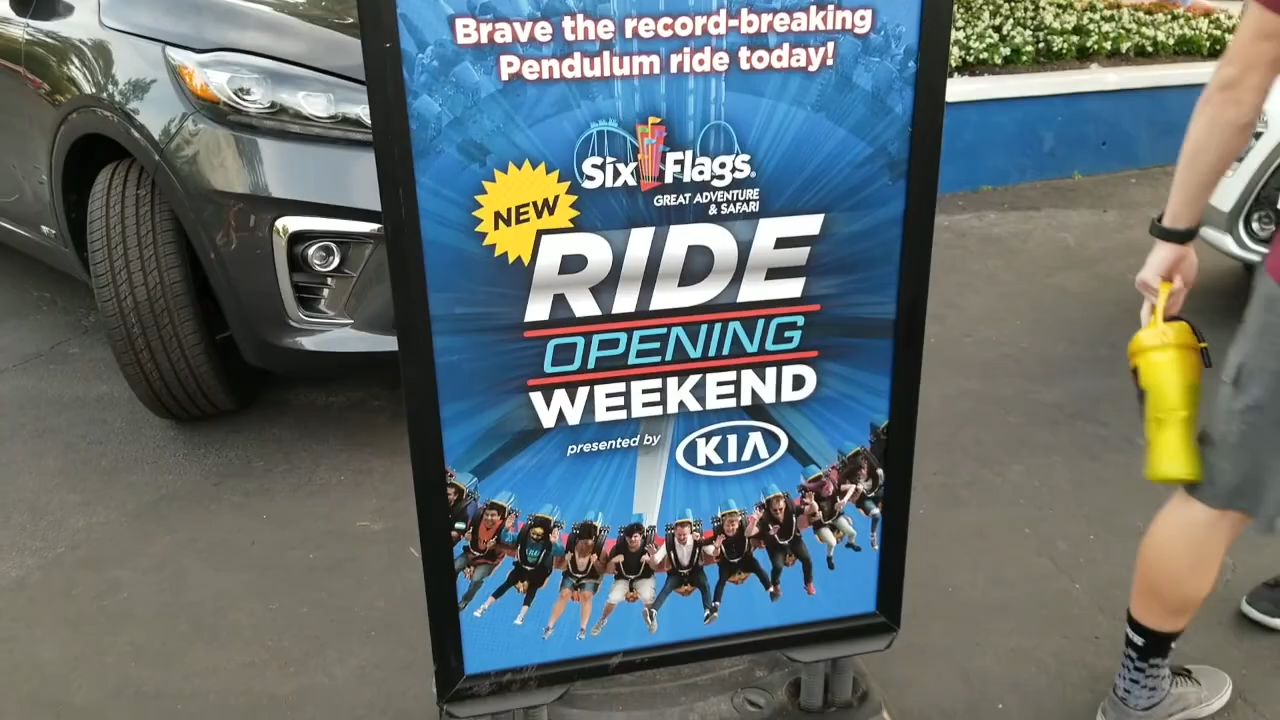 Brave the record-breaking
Pendulum ride today!
Six Flags
GREAT ADVENTURE
& SAFARI
NEW
RIDE
OPENING
WEEKEND
presented by KIA